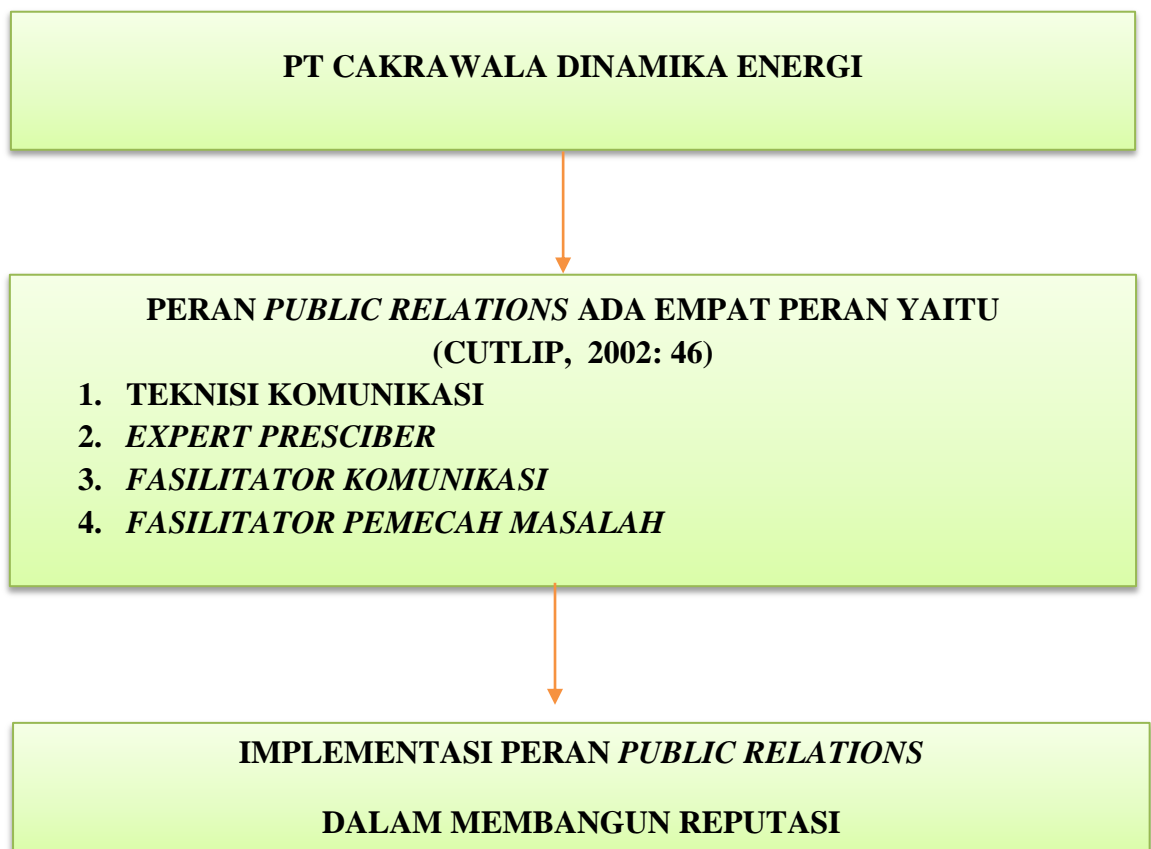 PT CAKRAWALA DINAMIKA ENERGI
PERAN PUBLIC RELATIONS ADA EMPAT PERAN YAITU
(CUTLIP, 2002: 46)
1. TEKNISI KOMUNIKASI
2. EXPERT PRESCIBER
3. FASILITATOR KOMUNIKASI
4. FASILITATOR PEMECAH MASALAH
IMPLEMENTASI PERAN PUBLIC RELATIONS
DALAM MEMBANGUN REPUTASI